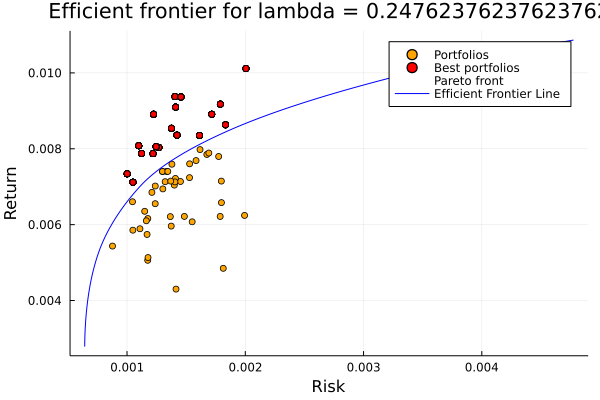 Efficient frontier for lambda = 0.2476237623762376
Portfolios
Best portfolios
Pareto front
Efficient Frontier Line
Return
0.010
0.008
0.006
0.004
0.001
0.002
0.003
0.004
Risk